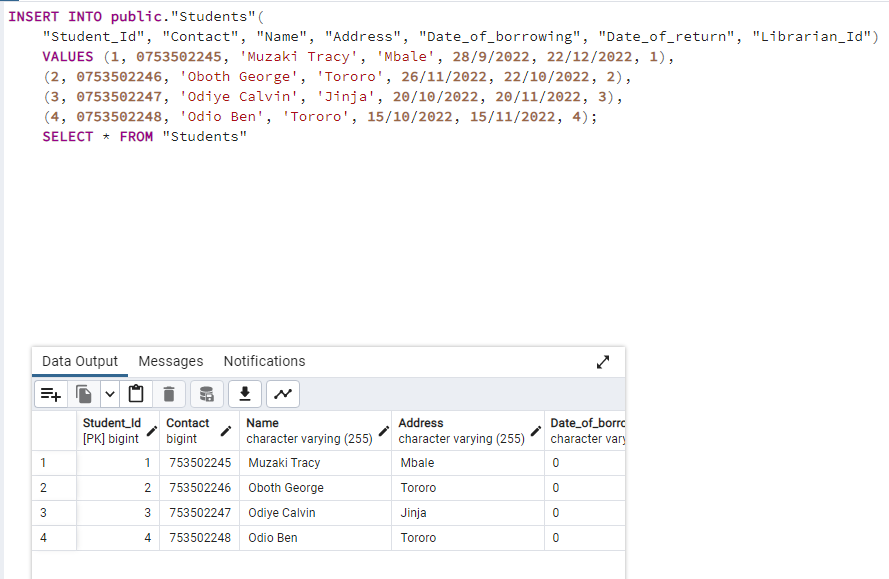 INSERT INTO public."Students"(
"Student_Id", "Contact", "Name", "Address", "Date_of_borrowing", "Date_of_return", "Librarian_Id")
VALUES (1, 0753502245, 'Muzaki Tracy', 'Mbale', 28/9/2022, 22/12/2022, 1),
(2, 0753502246, 'Oboth George', 'Tororo', 26/11/2022, 22/10/2022, 2),
(3, 0753502247, 'Odiye Calvin', 'Jinja', 20/10/2022, 20/11/2022, 3),
(4, 0753502248, 'Odio Ben', 'Tororo', 15/10/2022, 15/11/2022, 4);
SELECT * FROM "Students"
Data Output Messages Notifications
Student_Id Contact Name Address Date_of_borro
[PK] bigint bigint character varying (255) character varying (255) character vary
1 1 753502245 Muzaki Tracy Mbale 0
2 2 753502246 Oboth George Tororo 0
3 3 753502247 Odiye Calvin Jinja 0
4 4 753502248 Odio Ben Tororo 0